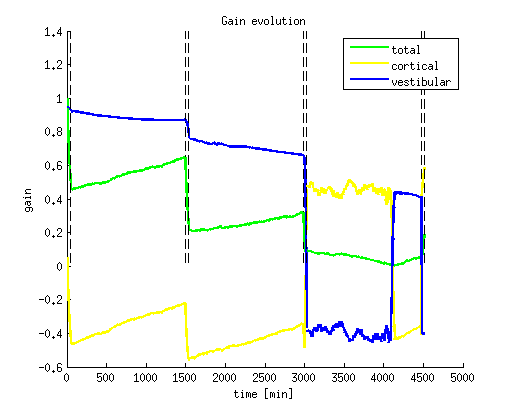 Gain evolution
total
cortical
vestibular
gain
1.4
1.2
1
0.8
0.6
0.4
0.2
0
-0.2
-0.4
-0.6
0 500 1000 1500 2000 2500 3000 3500 4000 4500 5000
time [min]